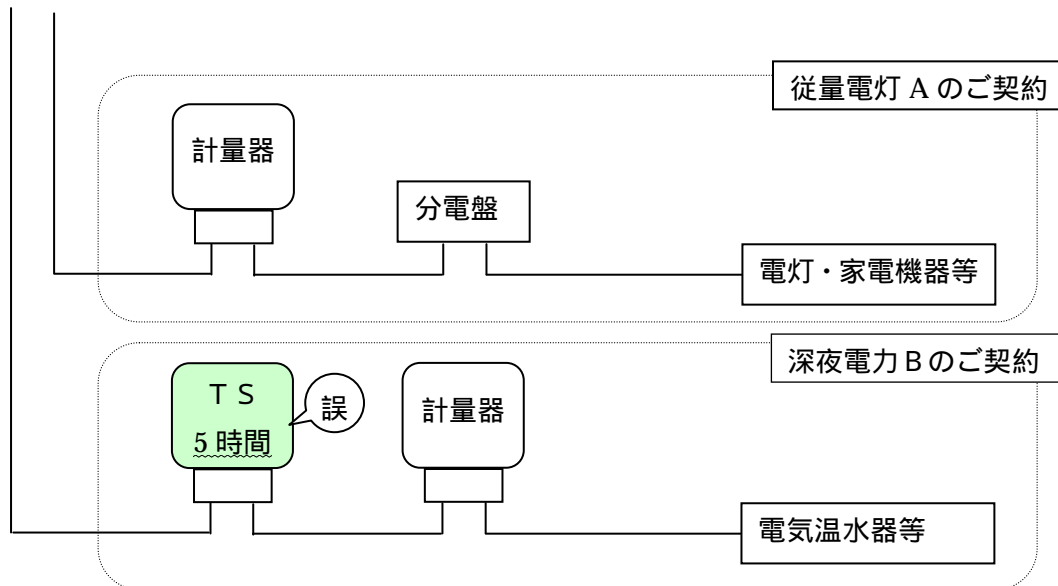 従量電灯 A のご契約
計量器
分電盤
電灯・家電機器等
深夜電力Ｂのご契約
ＴＳ
5 時間
誤
計量器
電気温水器等